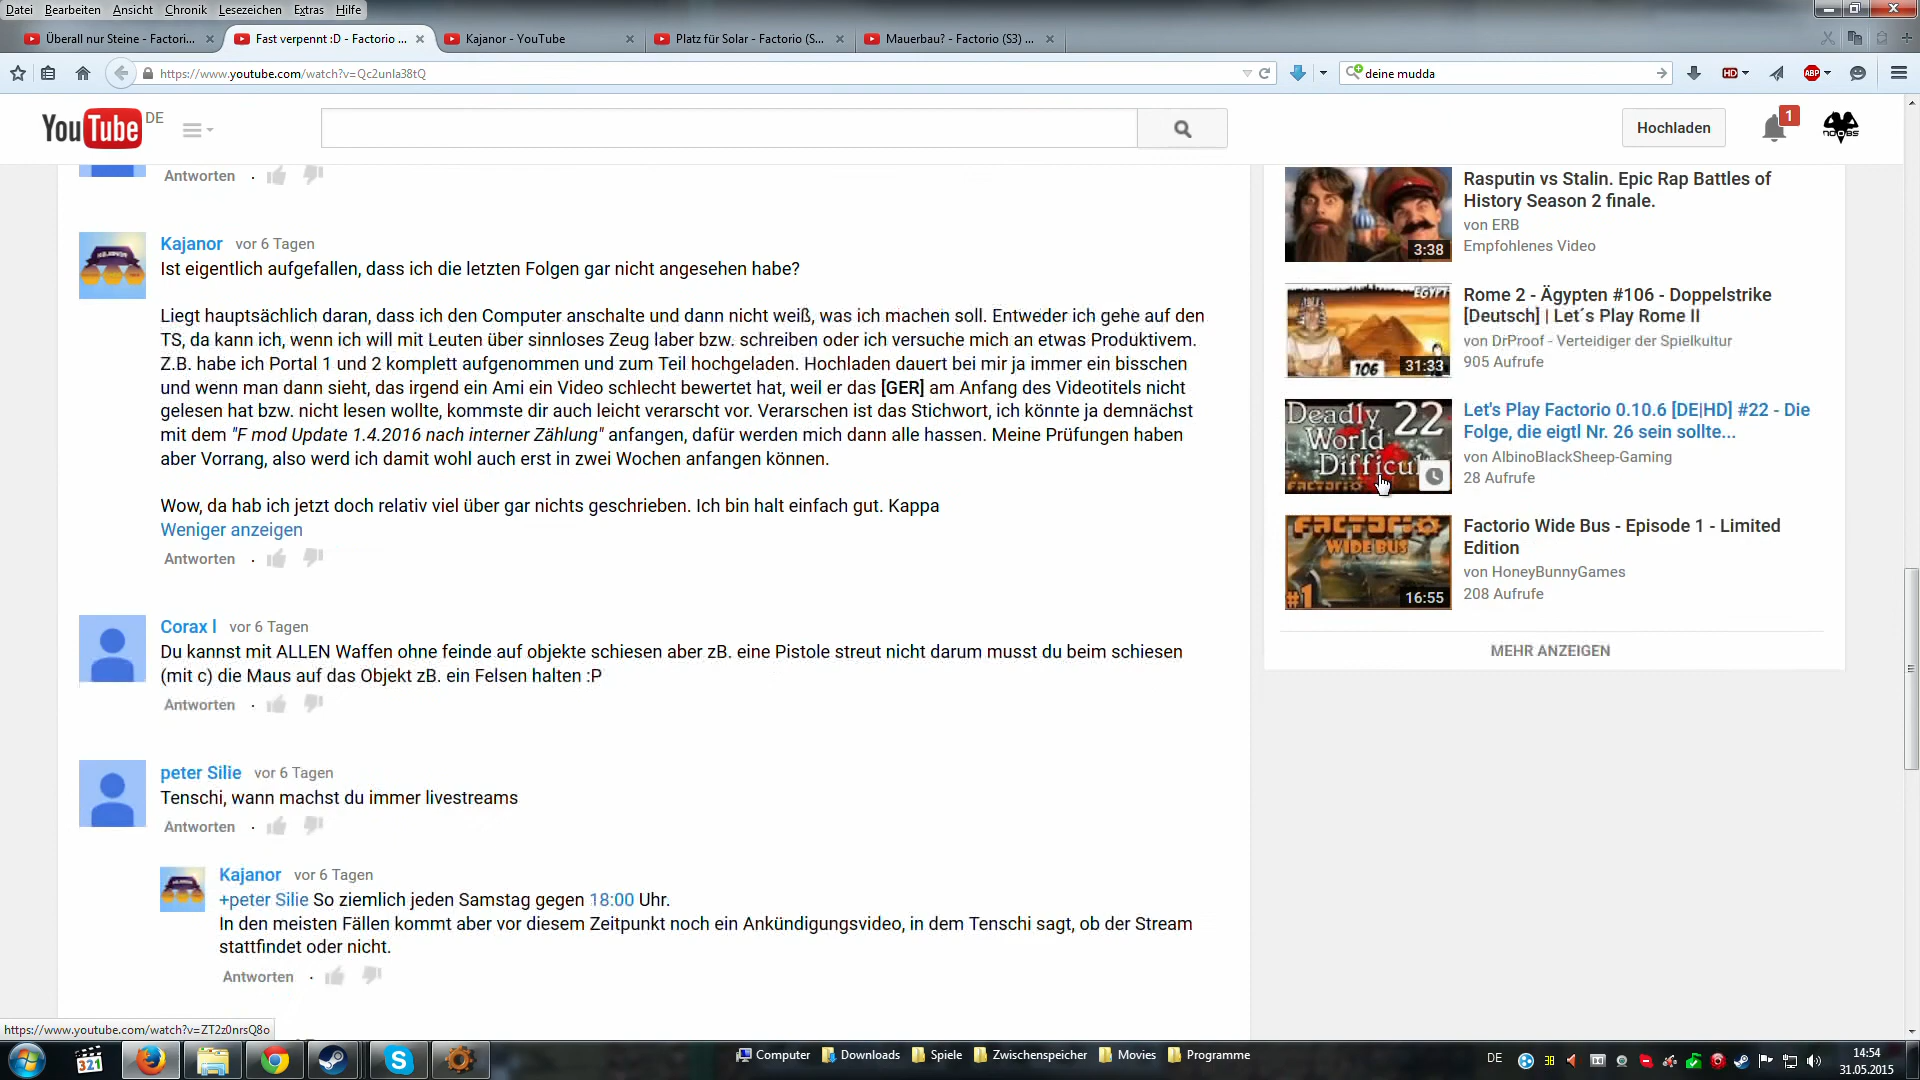 Datei Bearbeiten Ansicht Chronik Lesezeichen Extras Hilfe
Überall nur Steine - Factori... Fast verpennt :D - Factorio ... Kajanor - YouTube Platz für Solar - Factorio (S... Mauerbau? - Factorio (S3) ...
https://www.youtube.com/watch?v=Qc2unIa38tQ
deine mudda
HD
ABP
YouTube DE
Hochladen
1
NOOBS
Antworten
Kajanor vor 6 Tagen
Ist eigentlich aufgefallen, dass ich die letzten Folgen gar nicht angesehen habe?
Liegt hauptsächlich daran, dass ich den Computer anschalte und dann nicht weiß, was ich machen soll. Entweder ich gehe auf den
TS, da kann ich, wenn ich will mit Leuten über sinnloses Zeug laber bzw. schreiben oder ich versuche mich an etwas Produktivem.
Z.B. habe ich Portal 1 und 2 komplett aufgenommen und zum Teil hochgeladen. Hochladen dauert bei mir ja immer ein bisschen
und wenn man dann sieht, das irgend ein Ami ein Video schlecht bewertet hat, weil er das [GER] am Anfang des Videotitels nicht
gelesen hat bzw. nicht lesen wollte, kommste dir auch leicht verarscht vor. Verarschen ist das Stichwort, ich könnte ja demnächst
mit dem "F mod Update 1.4.2016 nach interner Zählung" anfangen, dafür werden mich dann alle hassen. Meine Prüfungen haben
aber Vorrang, also werd ich damit wohl auch erst in zwei Wochen anfangen können.
Wow, da hab ich jetzt doch relativ viel über gar nichts geschrieben. Ich bin halt einfach gut. Kappa
Weniger anzeigen
Antworten
Corax l vor 6 Tagen
Du kannst mit ALLEN Waffen ohne feinde auf objekte schiesen aber zB. eine Pistole streut nicht darum musst du beim schiesen
(mit c) die Maus auf das Objekt zB. ein Felsen halten :P
Antworten
peter Silie vor 6 Tagen
Tenschi, wann machst du immer livestreams
Antworten
Kajanor vor 6 Tagen
+peter Silie So ziemlich jeden Samstag gegen 18:00 Uhr.
In den meisten Fällen kommt aber vor diesem Zeitpunkt noch ein Ankündigungsvideo, in dem Tenschi sagt, ob der Stream
stattfindet oder nicht.
Antworten
3:38
Rasputin vs Stalin. Epic Rap Battles of
History Season 2 finale.
von ERB
Empfohlenes Video
EGYPT
106
31:33
Rome 2 - Ägypten #106 - Doppelstrike
[Deutsch] | Let´s Play Rome II
von DrProof - Verteidiger der Spielkultur
905 Aufrufe
Deadly 22
World
Difficul
FACTORIO
Let's Play Factorio 0.10.6 [DE|HD] #22 - Die
Folge, die eigtl Nr. 26 sein sollte...
von AlbinoBlackSheep-Gaming
28 Aufrufe
FACTORIO
WIDE BUS
#1
16:55
Factorio Wide Bus - Episode 1 - Limited
Edition
von HoneyBunnyGames
208 Aufrufe
MEHR ANZEIGEN
https://www.youtube.com/watch?v=ZT2z0nrsQ8o
321
Computer Downloads Spiele Zwischenspeicher Movies Programme
DE
38
14:54
31.05.2015